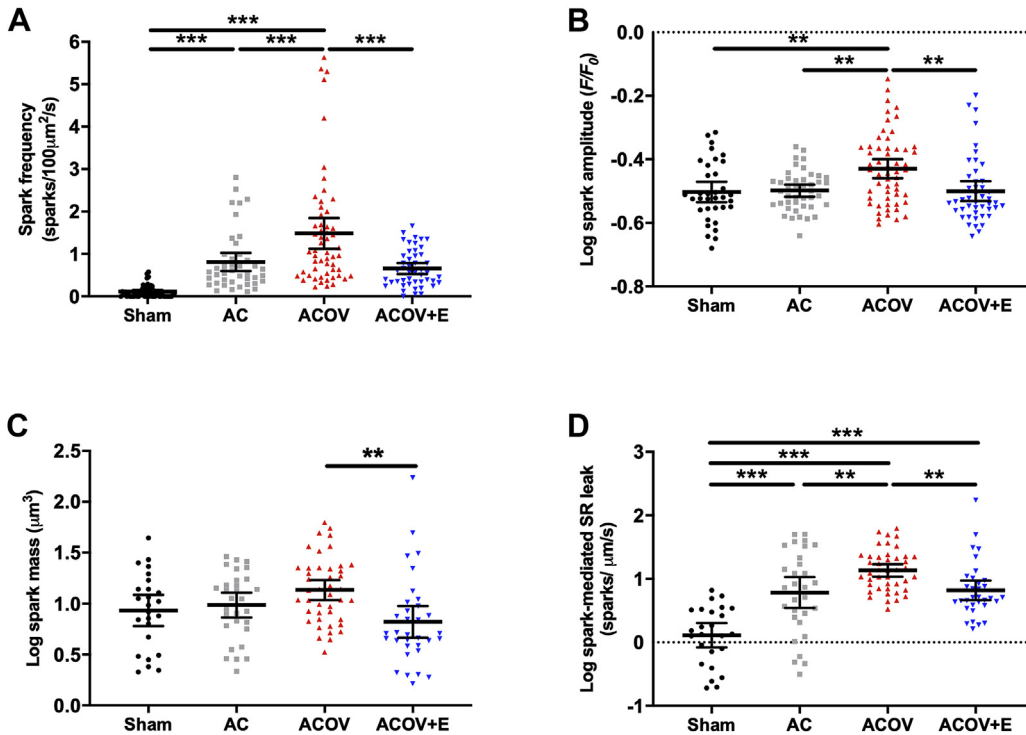 A
***
*** *** ***
Spark frequency
(sparks/100μm²/s)
6
5
4
3
2
1
0
Sham AC ACOV ACOV+E
B
**
** **
Log spark amplitude (F/F₀)
0.0
-0.2
-0.4
-0.6
-0.8
Sham AC ACOV ACOV+E
C
**
Log spark mass (μm³)
2.5
2.0
1.5
1.0
0.5
0.0
Sham AC ACOV ACOV+E
D
***
***
*** ** **
Log spark-mediated SR leak
(sparks/ μm/s)
3
2
1
0
-1
Sham AC ACOV ACOV+E